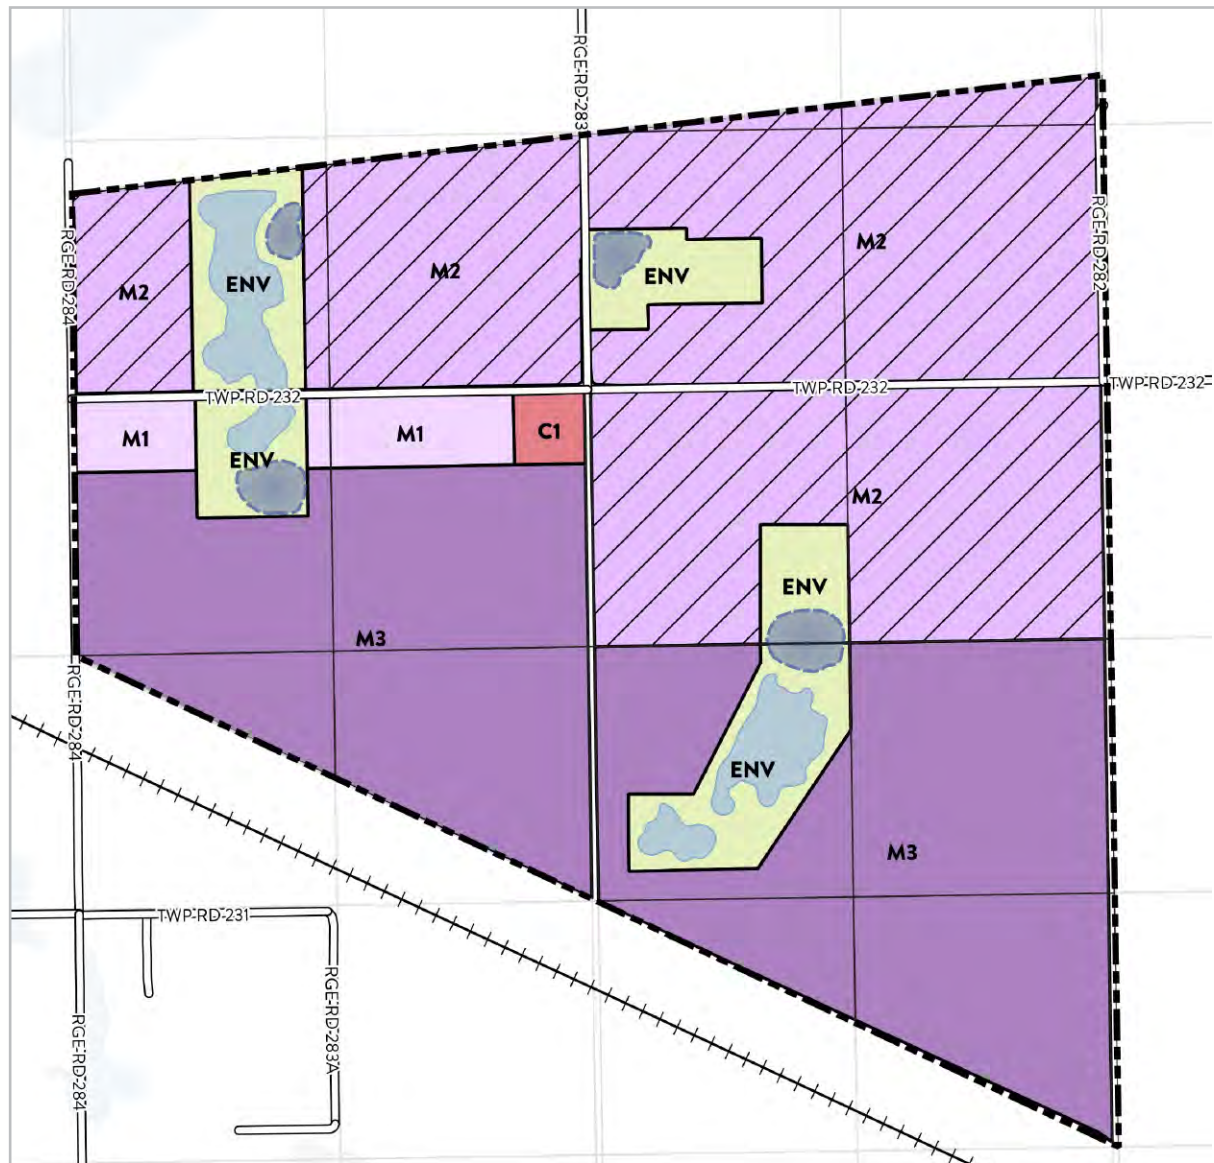 RGE-RD-283
RGE-RD-284
RGE-RD-282
M2
ENV
M2
ENV
M2
TWP-RD-232
TWP-RD-232
TWP-RD-232
M1
ENV
M1
C1
M2
ENV
M3
RGE-RD-284
ENV
M3
TWP-RD-231
RGE-RD-283A
RGE-RD-284